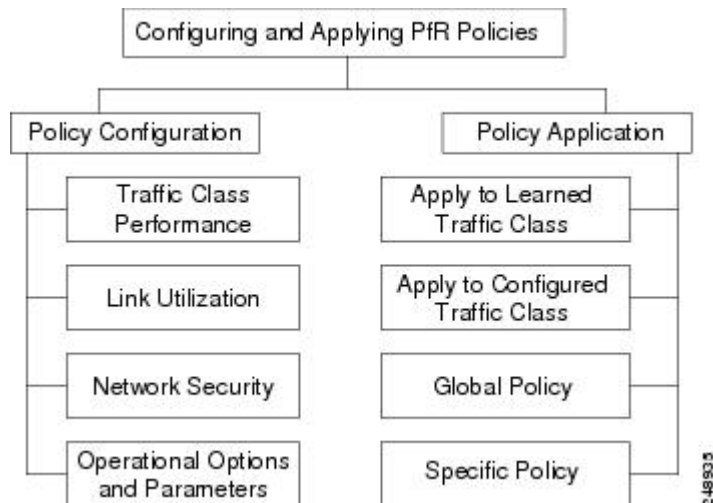 Configuring and Applying PfR Policies
Policy Configuration
Policy Application
Traffic Class
Performance
Apply to Learned
Traffic Class
Link Utilization
Apply to Configured
Traffic Class
Network Security
Global Policy
Operational Options
and Parameters
Specific Policy
248935